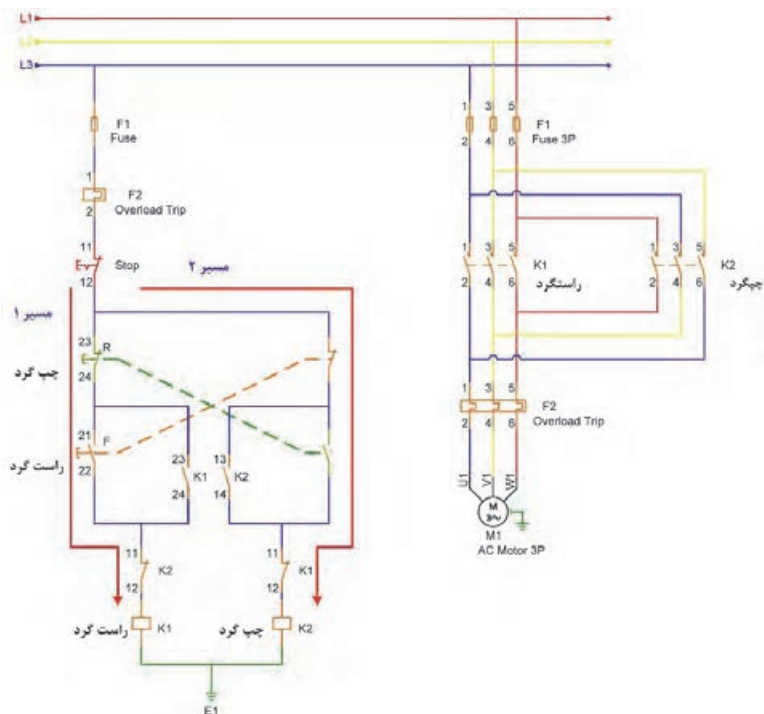 L1
L2
L3
F1
Fuse
1
2
F2
Overload Trip
11
12
Stop
مسیر ۲
مسیر ۱
23
24
R
چپ گرد
21
22
F
راست گرد
23
24
K1
13
14
K2
11
12
K2
11
12
K1
راست گرد
K1
چپ گرد
K2
E1
1
3
5
2
4
6
F1
Fuse 3P
1
3
5
2
4
6
K1
راستگرد
1
3
5
2
4
6
K2
چپگرد
1
3
5
2
4
6
F2
Overload Trip
U1
V1
W1
M
3~
M1
AC Motor 3P